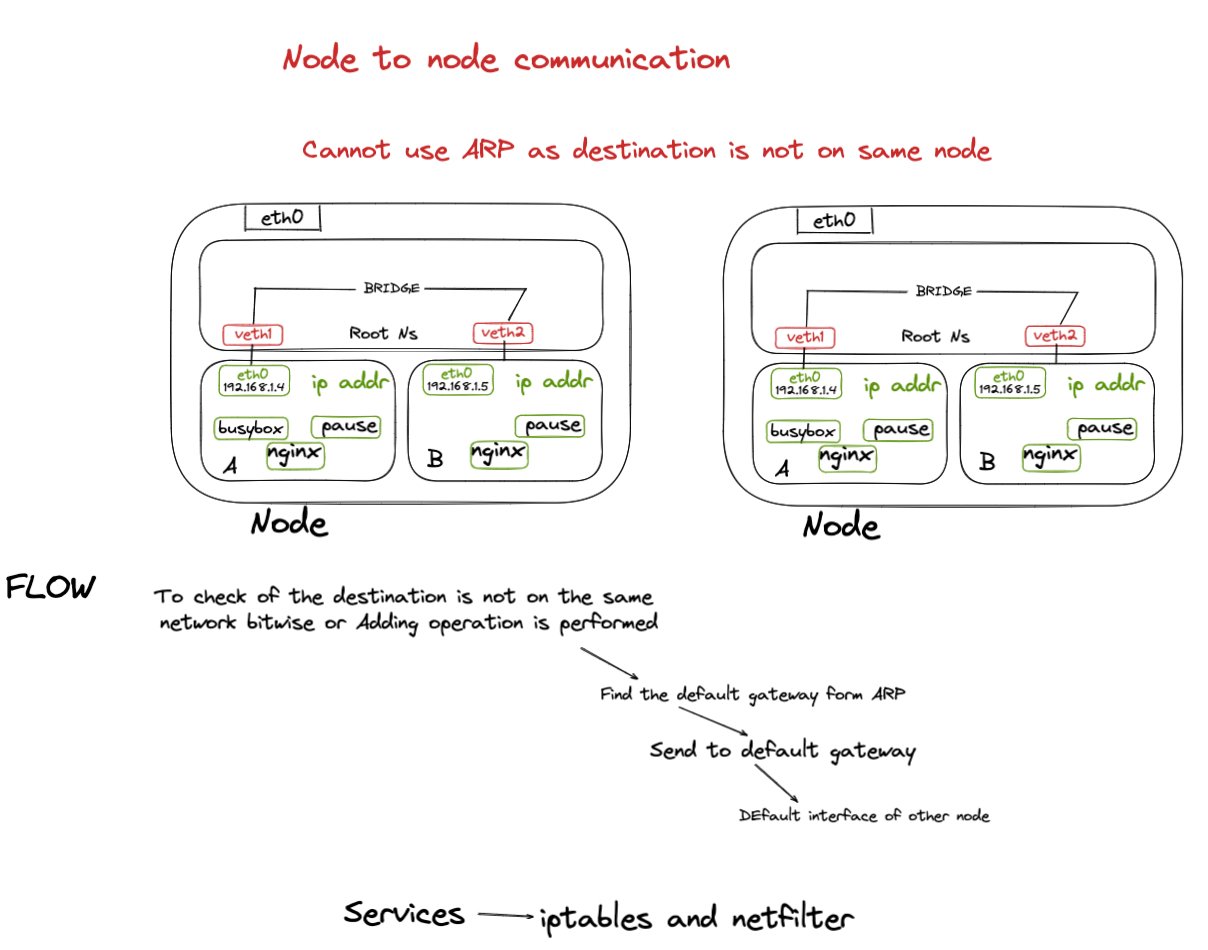 Node to node communication
Cannot use ARP as destination is not on same node
eth0
BRIDGE
veth1
Root Ns
veth2
eth0
192.168.1.4
ip addr
busybox
pause
nginx
A
eth0
192.168.1.5
ip addr
pause
nginx
B
Node
eth0
BRIDGE
veth1
Root Ns
veth2
eth0
192.168.1.4
ip addr
busybox
pause
nginx
A
eth0
192.168.1.5
ip addr
pause
nginx
B
Node
FLOW
To check of the destination is not on the same
network bitwise or Adding operation is performed
Find the default gateway form ARP
Send to default gateway
DEfault interface of other node
Services
iptables and netfilter